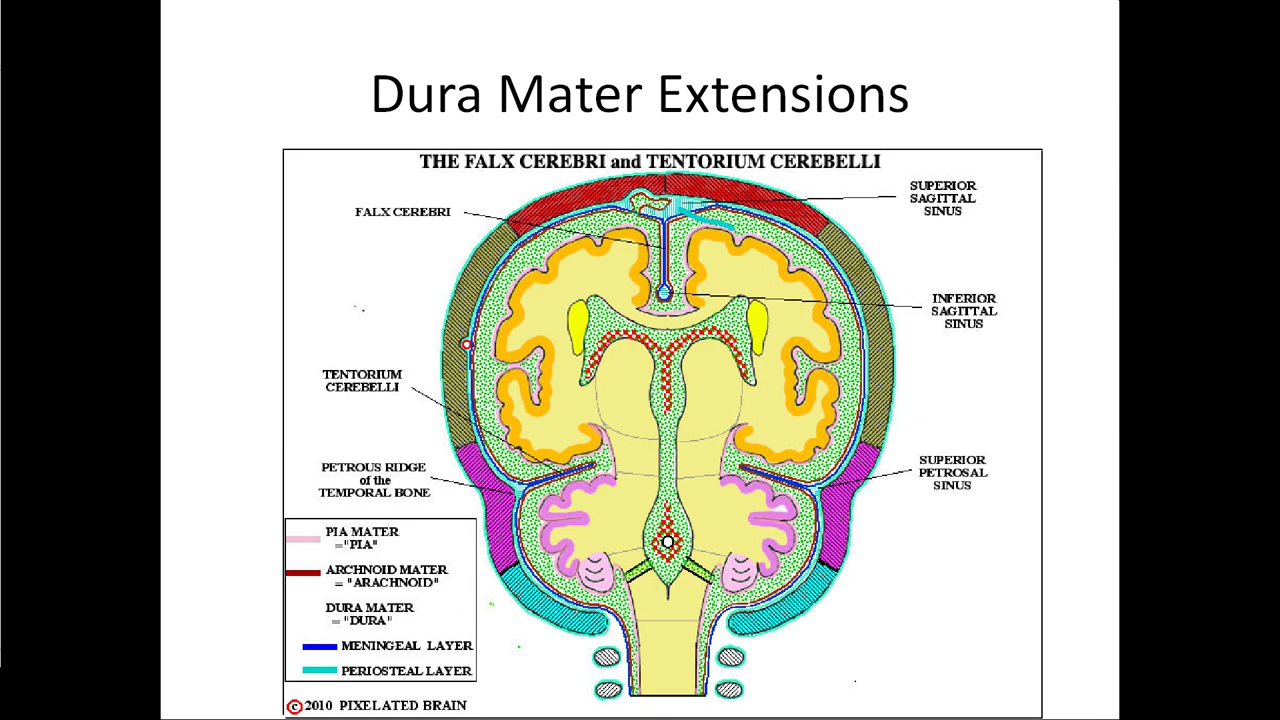 Dura Mater Extensions
THE FALX CEREBRI and TENTORIUM CEREBELLI
FALX CEREBRI
SUPERIOR
SAGITTAL
SINUS
INFERIOR
SAGITTAL
SINUS
TENTORIUM
CEREBELLI
PETROUS RIDGE
of the
TEMPORAL BONE
SUPERIOR
PETROSAL
SINUS
PIA MATER
="PIA"
ARCHNOID MATER
= "ARACHNOID"
DURA MATER
= "DURA"
MENINGEAL LAYER
PERIOSTEAL LAYER
© 2010 PIXELATED BRAIN